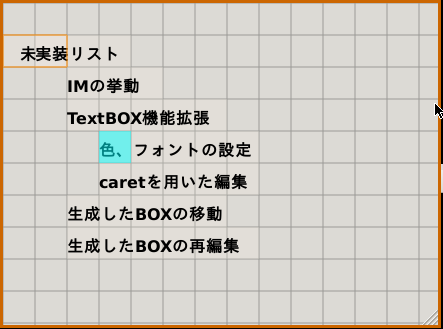 未実装リスト
IMの挙動
TextBOX機能拡張
色、フォントの設定
caretを用いた編集
生成したBOXの移動
生成したBOXの再編集